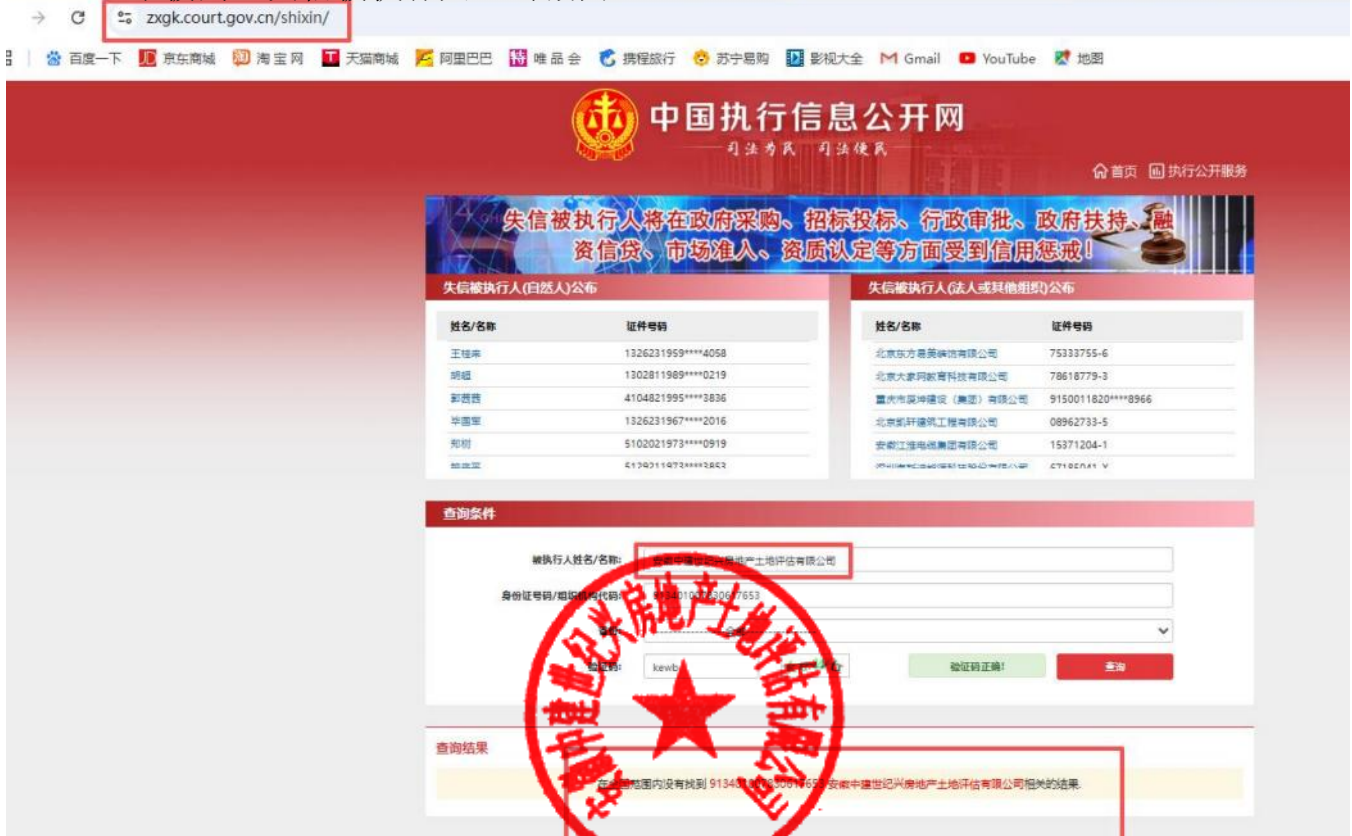 zxgk.court.gov.cn/shixin/
百度一下 京东商城 淘宝网 天猫商城 阿里巴巴 唯品会 携程旅行 苏宁易购 影视大全 Gmail YouTube 地图
中国执行信息公开网
司法为民 司法便民
首页 执行公开服务
失信被执行人将在政府采购、招标投标、行政审批、政府扶持、融
资信贷、市场准入、资质认定等方面受到信用惩戒!
失信被执行人(自然人)公布
姓名/名称 证件号码
王桂来 1326231959****4058
胡超 1302811989****0219
郭茜茜 4104821995****3836
1326231967****2016
郑树 5102021973****0919
5129211973****3853
失信被执行人(法人或其他组织)公布
姓名/名称 证件号码
北京东方易美装饰有限公司 75333755-6
北京大家网教育科技有限公司 78618779-3
9150011820****8966
北京凯轩建筑工程有限公司 08962733-5
安徽江淮电缆集团有限公司 15371204-1
查询条件
被执行人姓名/名称: 安徽中建世纪兴房地产土地评估有限公司
身份证号码/组织机构代码:
省份: 全部
验证码: 验证码正确! 查询
安徽中建世纪兴房地产土地评估有限公司
查询结果
在全国范围内没有找到 安徽中建世纪兴房地产土地评估有限公司相关的结果.